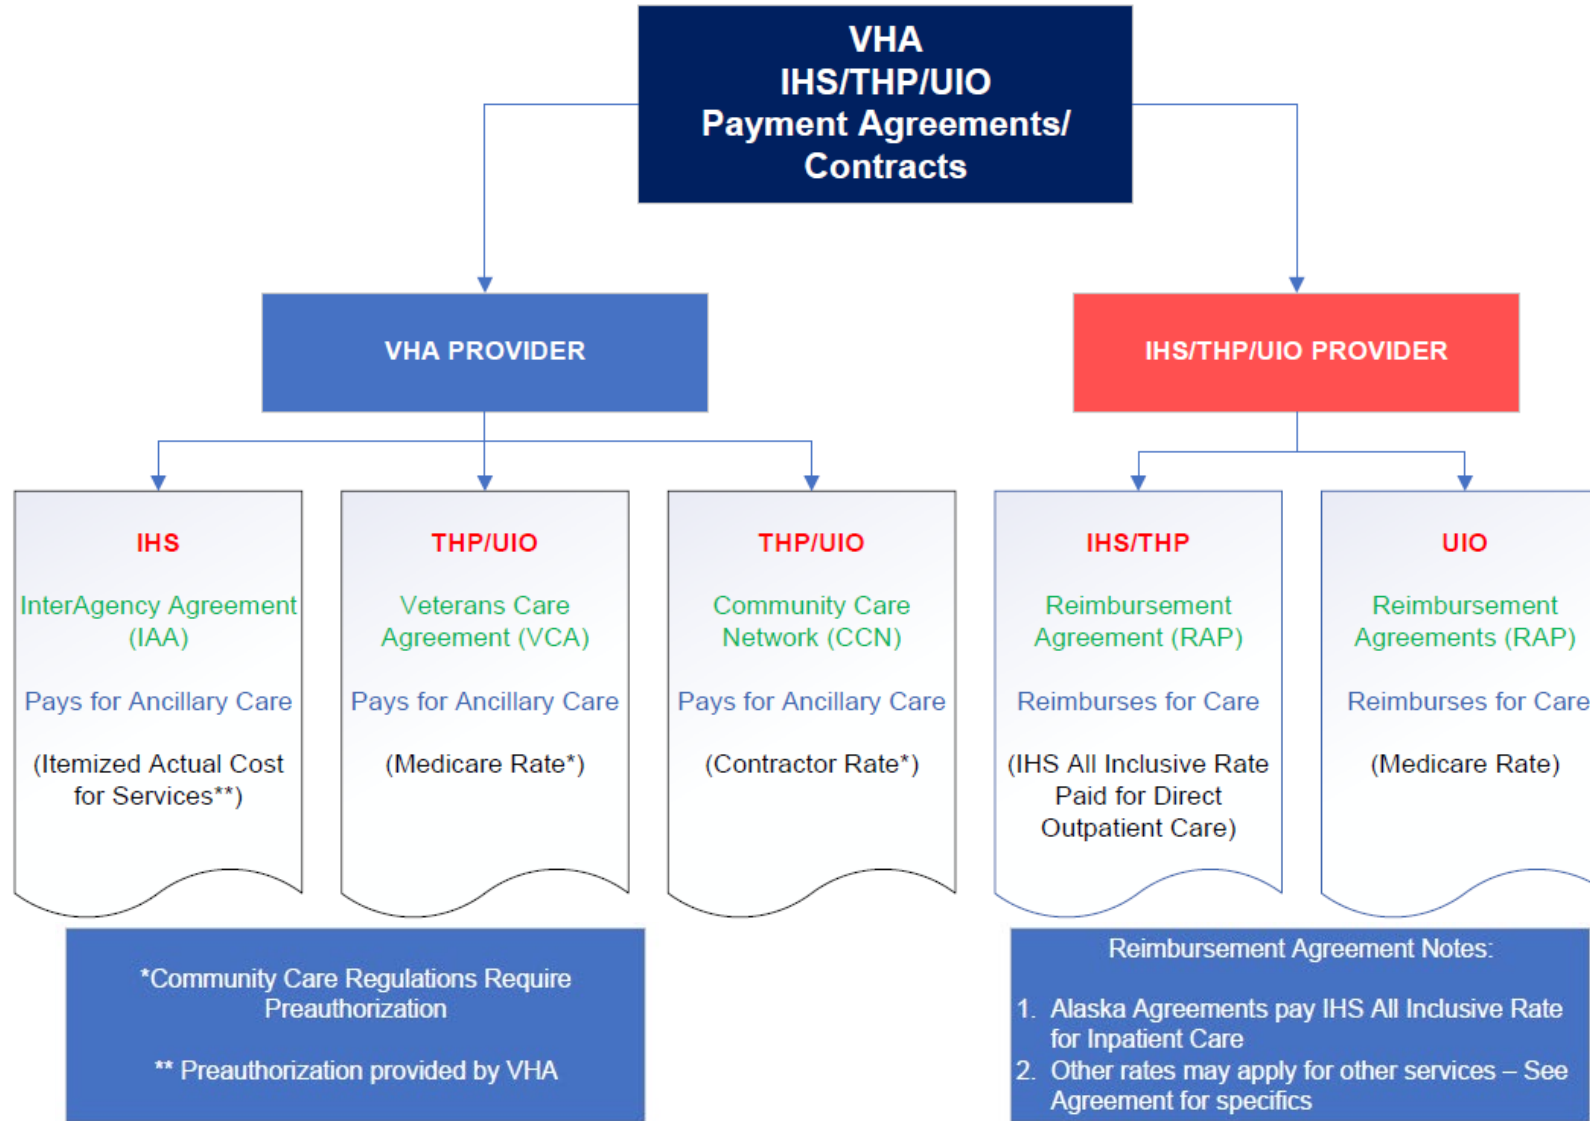 VHA
IHS/THP/UIO
Payment Agreements/
Contracts
VHA PROVIDER
IHS/THP/UIO PROVIDER
IHS
InterAgency Agreement
(IAA)
Pays for Ancillary Care
(Itemized Actual Cost
for Services**)
THP/UIO
Veterans Care
Agreement (VCA)
Pays for Ancillary Care
(Medicare Rate*)
THP/UIO
Community Care
Network (CCN)
Pays for Ancillary Care
(Contractor Rate*)
IHS/THP
Reimbursement
Agreement (RAP)
Reimburses for Care
(IHS All Inclusive Rate
Paid for Direct
Outpatient Care)
UIO
Reimbursement
Agreements (RAP)
Reimburses for Care
(Medicare Rate)
*Community Care Regulations Require
Preauthorization
** Preauthorization provided by VHA
Reimbursement Agreement Notes:
1. Alaska Agreements pay IHS All Inclusive Rate
for Inpatient Care
2. Other rates may apply for other services – See
Agreement for specifics